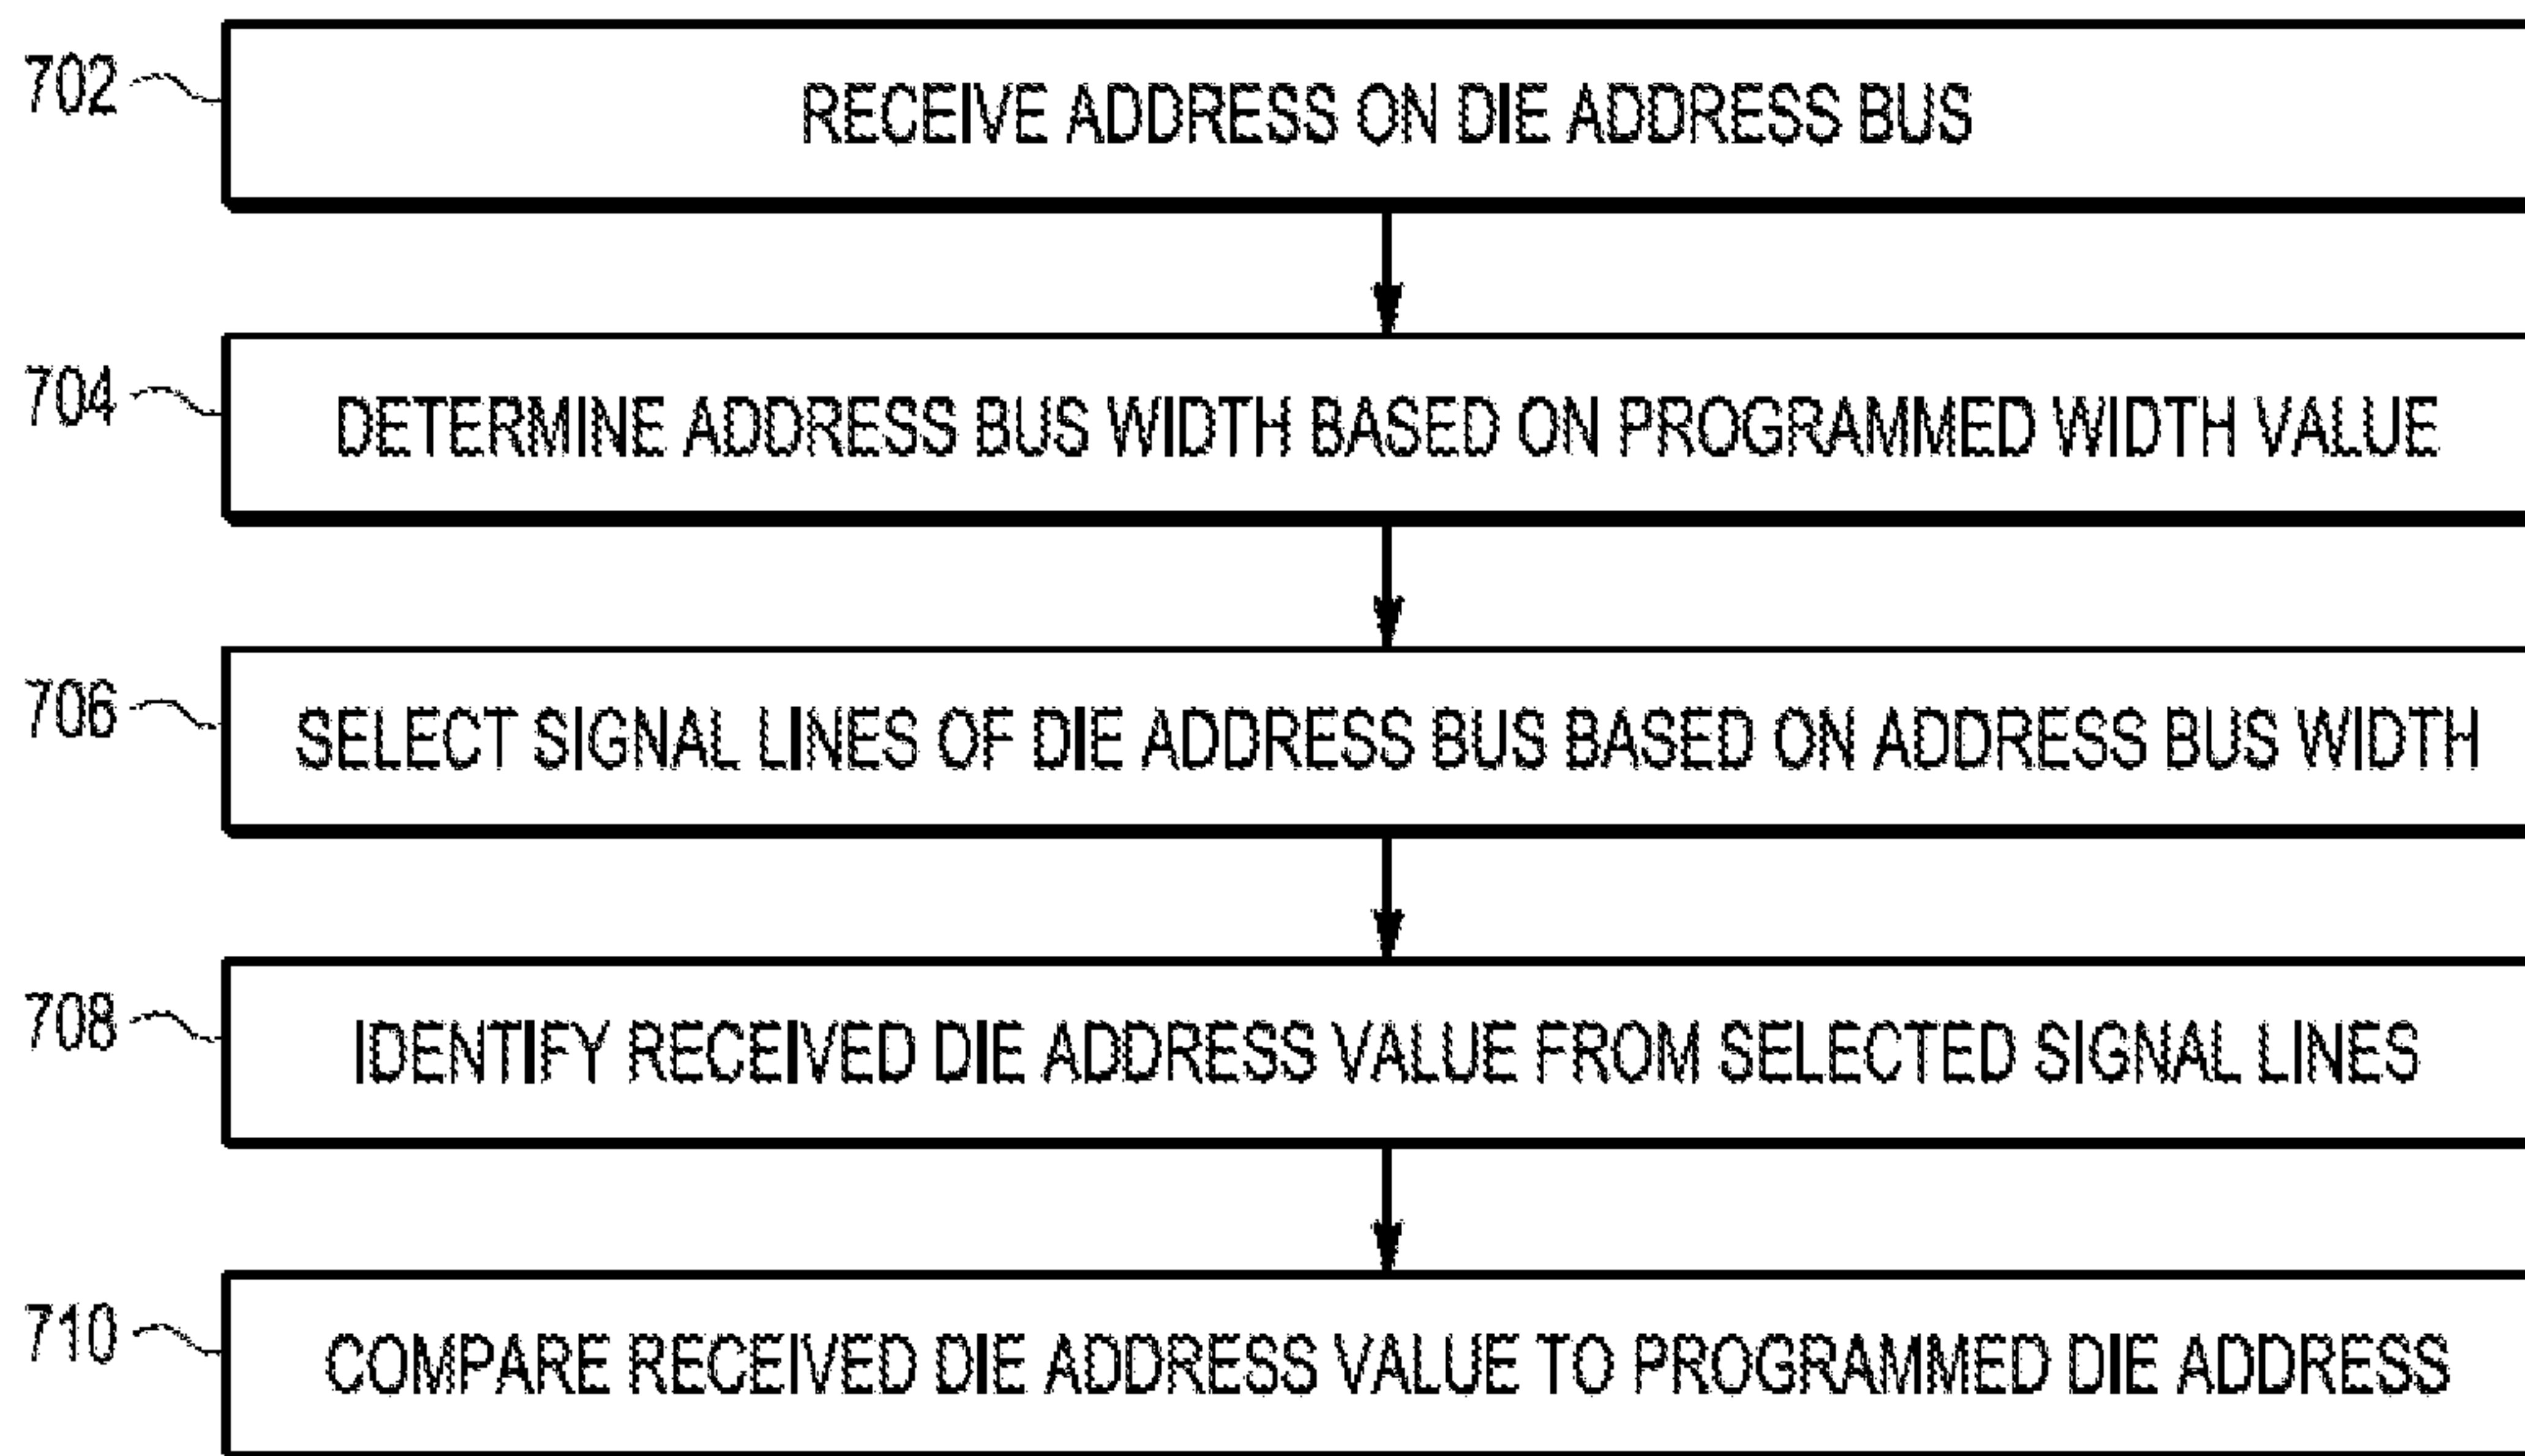 702 RECEIVE ADDRESS ON DIE ADDRESS BUS
704 DETERMINE ADDRESS BUS WIDTH BASED ON PROGRAMMED WIDTH VALUE
706 SELECT SIGNAL LINES OF DIE ADDRESS BUS BASED ON ADDRESS BUS WIDTH
708 IDENTIFY RECEIVED DIE ADDRESS VALUE FROM SELECTED SIGNAL LINES
710 COMPARE RECEIVED DIE ADDRESS VALUE TO PROGRAMMED DIE ADDRESS